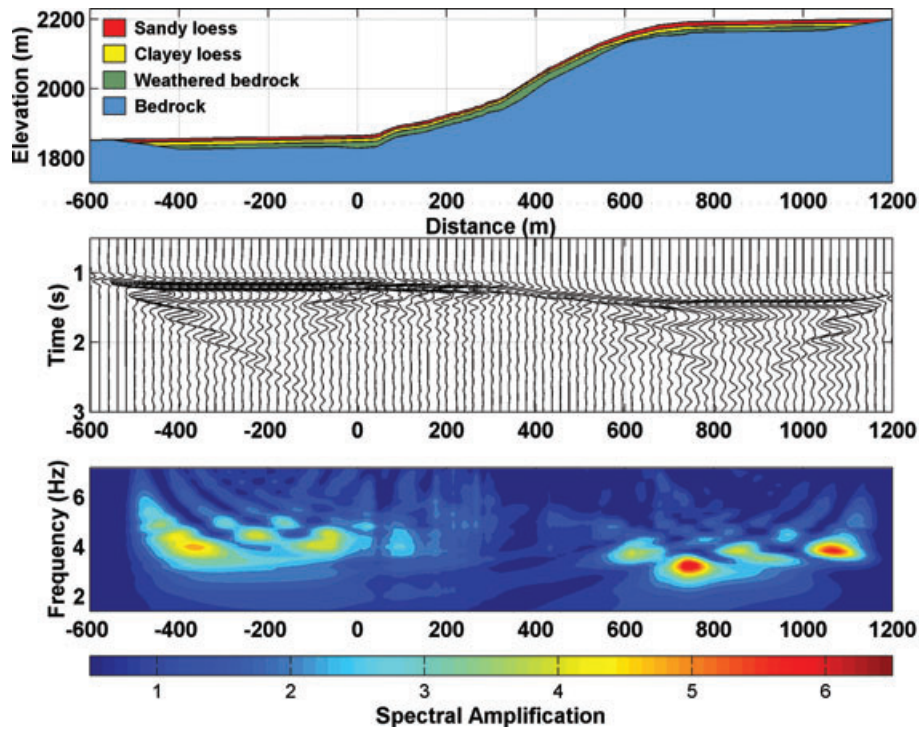 2200
2000
1800
Elevation (m)
Sandy loess
Clayey loess
Weathered bedrock
Bedrock
-600 -400 -200 0 200 400 600 800 1000 1200
Distance (m)
1
2
3
Time (s)
-600 -400 -200 0 200 400 600 800 1000 1200
6
4
2
Frequency (Hz)
-600 -400 -200 0 200 400 600 800 1000 1200
1 2 3 4 5 6
Spectral Amplification